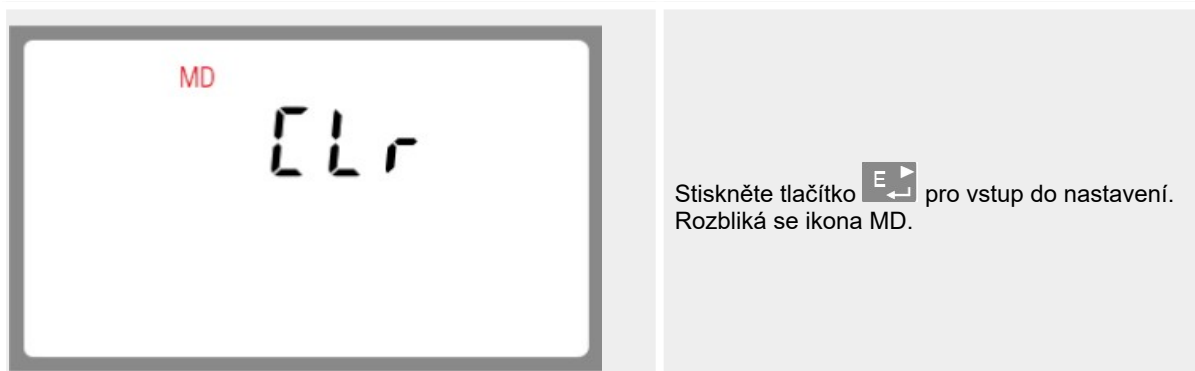 MD
CLr
Stiskněte tlačítko E pro vstup do nastavení.
Rozbliká se ikona MD.